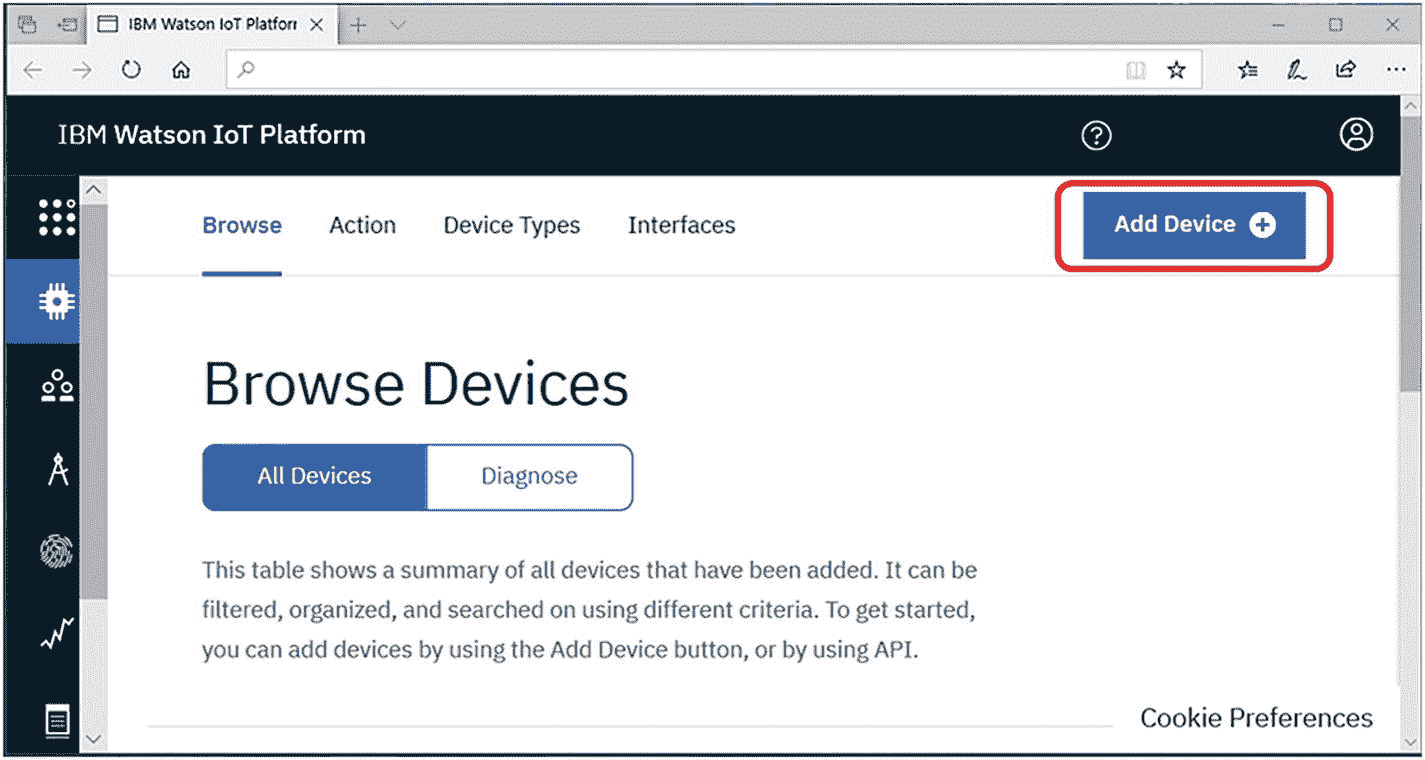 IBM Watson IoT Platforr
IBM Watson IoT Platform
Browse Action Device Types Interfaces Add Device
Browse Devices
All Devices Diagnose
This table shows a summary of all devices that have been added. It can be
filtered, organized, and searched on using different criteria. To get started,
you can add devices by using the Add Device button, or by using API.
Cookie Preferences